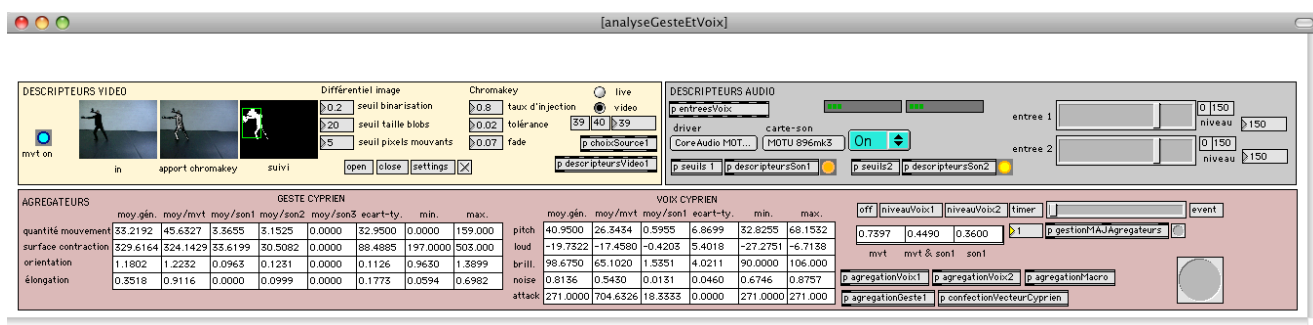 [analyseGesteEtVoix]
DESCRIPTEURS VIDEO
mvt on
in
apport chromakey
suivi
Différentiel image
0.2 seuil binarisation
20 seuil taille blobs
5 seuil pixels mouvants
open close settings
Chromakey
0.8 taux d'injection
0.02 tolérance
0.07 fade
live
video
39 40 39
p choixSource1
p descripteursVideo1
DESCRIPTEURS AUDIO
p entreesVoix
driver carte-son
CoreAudio MOT... MOTU 896mk3 On
p seuils 1 p descripteursSon1 p seuils2 p descripteursSon2
entree 1 0 150
niveau 150
entree 2 0 150
niveau 150
AGREGATEURS
GESTE CYPRIEN
moy.gén. moy/mvt moy/son1 moy/son2 moy/son3 ecart-ty. min. max.
quantité mouvement 33.2192 45.6327 3.3655 3.1525 0.0000 32.9500 0.0000 159.000
surface contraction 329.6164 324.1429 33.6199 30.5082 0.0000 88.4885 197.0000 503.000
orientation 1.1802 1.2232 0.0963 0.1231 0.0000 0.1126 0.9630 1.3899
élongation 0.3518 0.9116 0.0000 0.0999 0.0000 0.1773 0.0594 0.6982
VOIX CYPRIEN
moy.gén. moy/mvt moy/son1 ecart-ty. min. max.
pitch 40.9500 26.3434 0.5955 6.8699 32.8255 68.1532
loud -19.7322 -17.4580 -0.4203 5.4018 -27.2751 -6.7138
brill. 98.6750 65.1020 1.5351 4.0211 90.0000 106.000
noise 0.8136 0.5430 0.0131 0.0460 0.6746 0.8757
attack 271.0000 704.6326 18.3333 0.0000 271.0000 271.000
off niveauVoix1 niveauVoix2 timer event
0.7397 0.4490 0.3600 1 p gestionMAJAgregateurs
mvt mvt & son1 son1
p agregationVoix1 p agregationVoix2 p agregationMacro
p agregationGeste1 p confectionVecteurCyprien